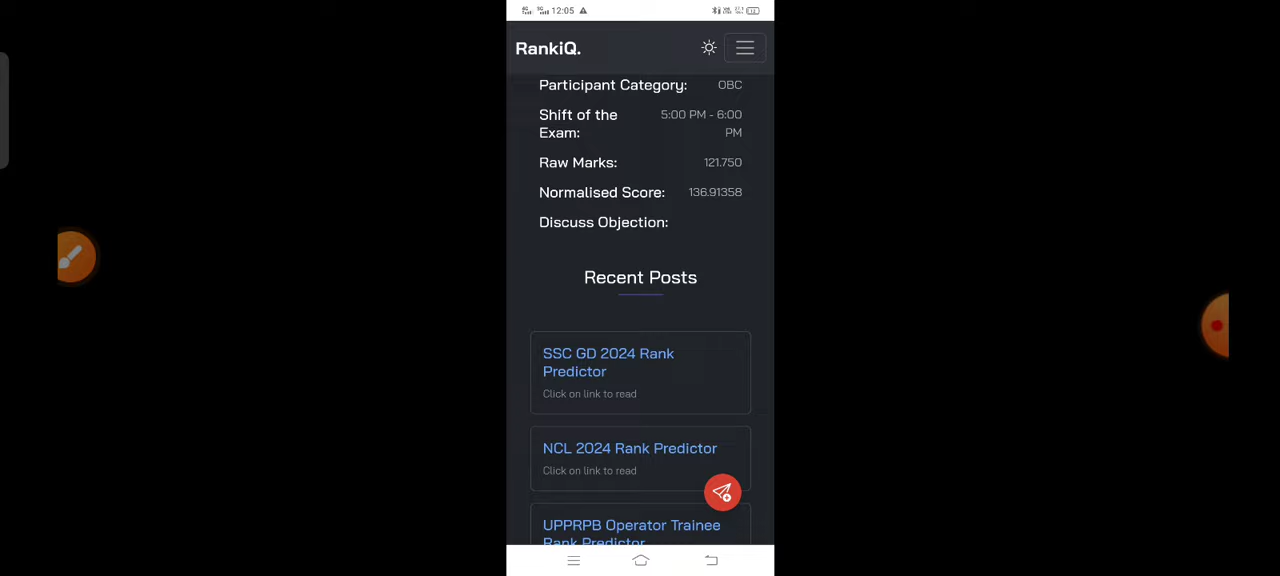 12:05
RankiQ.
Participant Category: OBC
Shift of the 5:00 PM - 6:00
Exam: PM
Raw Marks: 121.750
Normalised Score: 136.91358
Discuss Objection:
Recent Posts
SSC GD 2024 Rank
Predictor
Click on link to read
NCL 2024 Rank Predictor
Click on link to read
UPPRPB Operator Trainee
Rank Predictor